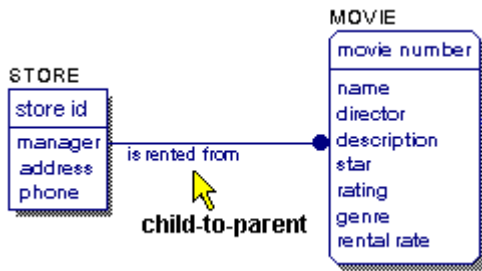 STORE
store id
manager
address
phone
is rented from
child-to-parent
MOVIE
movie number
name
director
description
star
rating
genre
rental rate